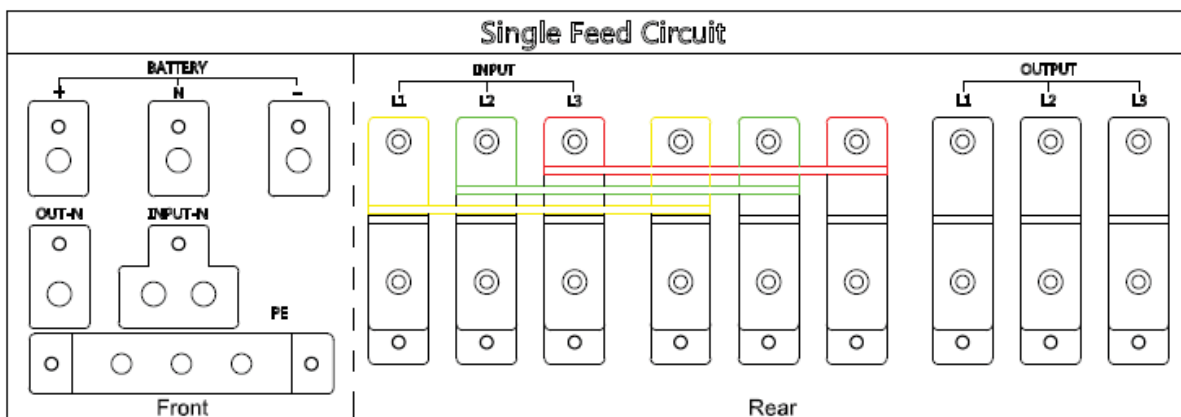 Single Feed Circuit
BATTERY
+ N -
OUT-N INPUT-N
PE
Front
INPUT
L1 L2 L3
OUTPUT
L1 L2 L3
Rear